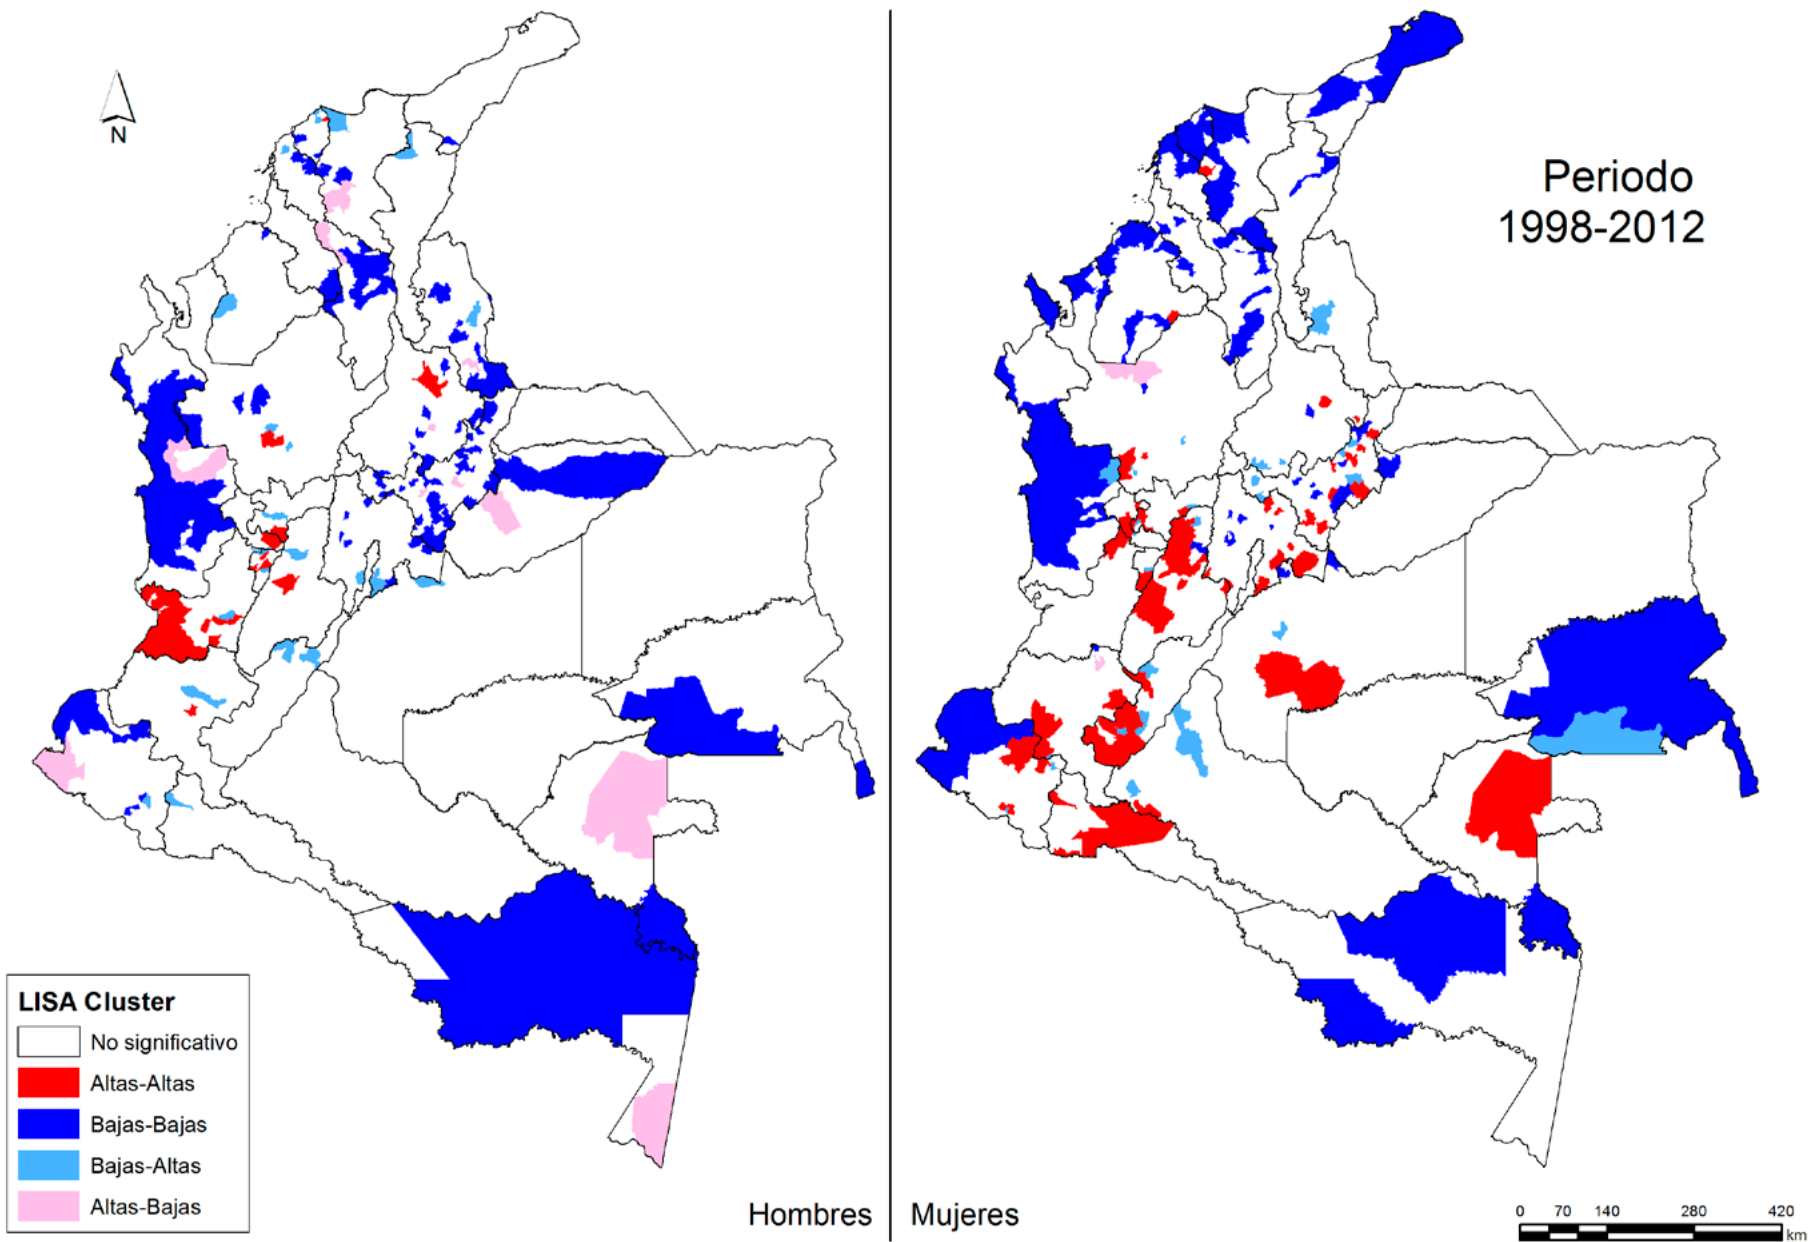 N
Periodo
1998-2012
LISA Cluster
No significativo
Altas-Altas
Bajas-Bajas
Bajas-Altas
Altas-Bajas
Hombres
Mujeres
0 70 140 280 420
km